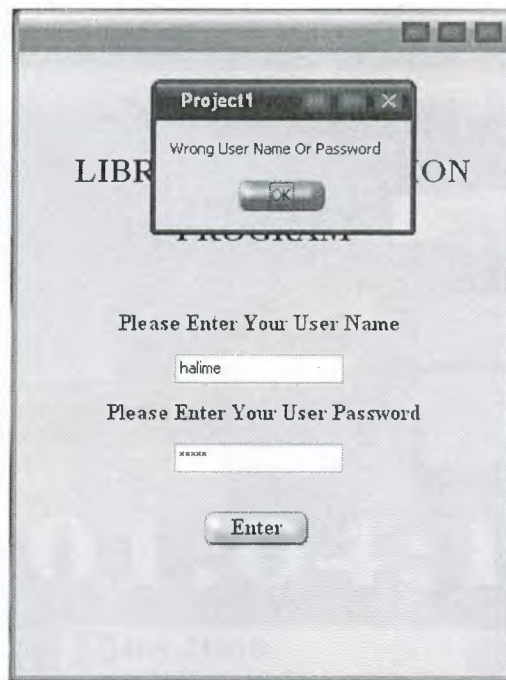 Project1
Wrong User Name Or Password
OK
LIBR ION
PROGRAM
Please Enter Your User Name
halime
Please Enter Your User Password
*****
Enter